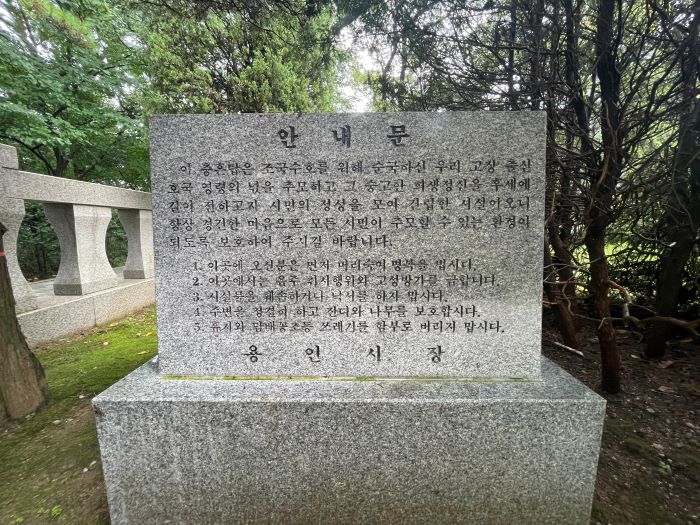 안내문
이 충혼탑은 조국수호를 위해 순국하신 우리 고장 출신
호국 영령의 넋을 추모하고 그 숭고한 희생정신을 후세에
길이 전하고자 시민의 정성을 모아 건립한 시설이오니
항상 경건한 마음으로 모든 시민이 추모할 수 있는 환경이
되도록 보호하여 주시길 바랍니다.
1. 이곳에 오신분은 먼저 머리숙여 명복을 빕시다.
2. 이곳에서는 음주 취사행위와 고성방가를 금합니다.
3. 시설물을 훼손하거나 낙서를 하지 맙시다.
4. 주변을 정결히 하고 잔디와 나무를 보호합시다.
5. 휴지와 담배꽁초등 쓰레기를 함부로 버리지 맙시다.
용인시장